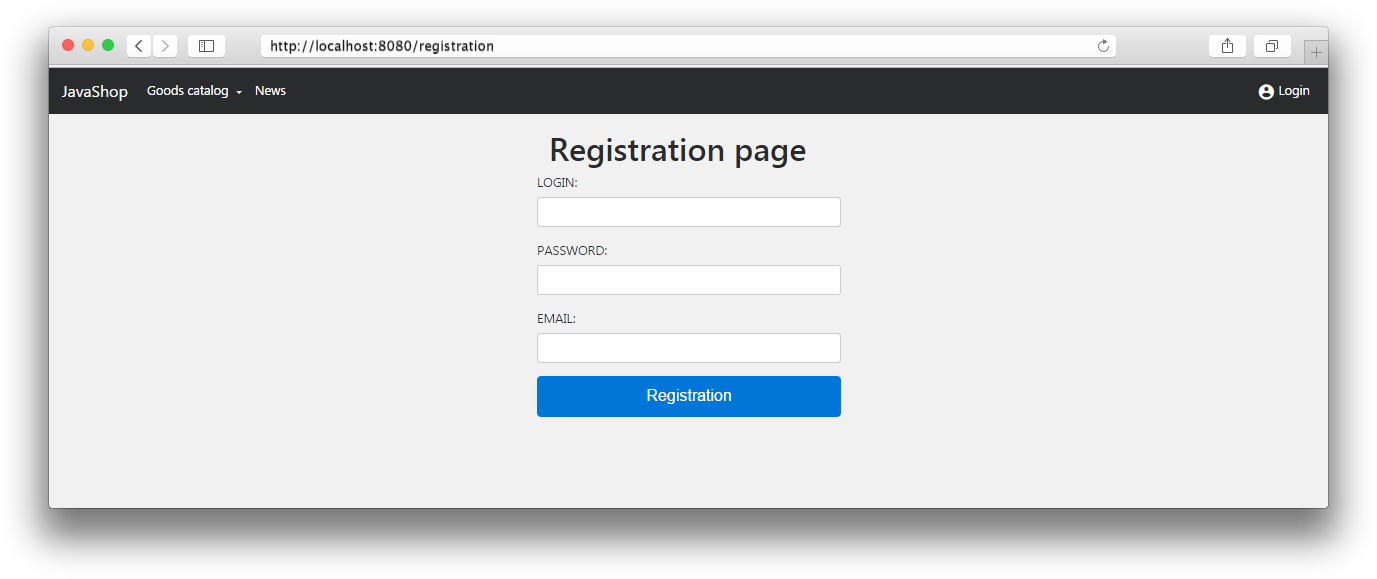 http://localhost:8080/registration
JavaShop Goods catalog News Login
Registration page
LOGIN:
PASSWORD:
EMAIL:
Registration